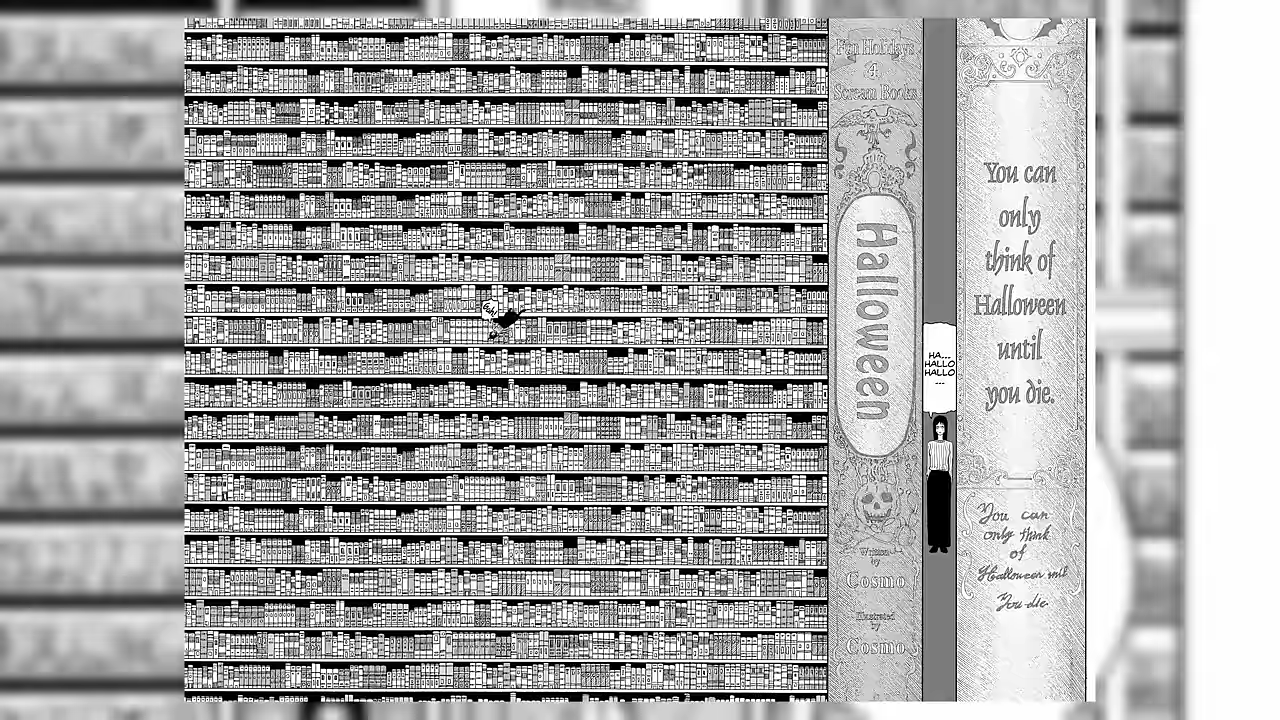 Fun Holidays
&
Scream Books
Halloween
Written
by
Cosmo
Illustrated
by
Cosmo
HA...
HALLO
HALLO
...
You can
only
think of
Halloween
until
you die.
You can
only think
of
Halloween until
You die